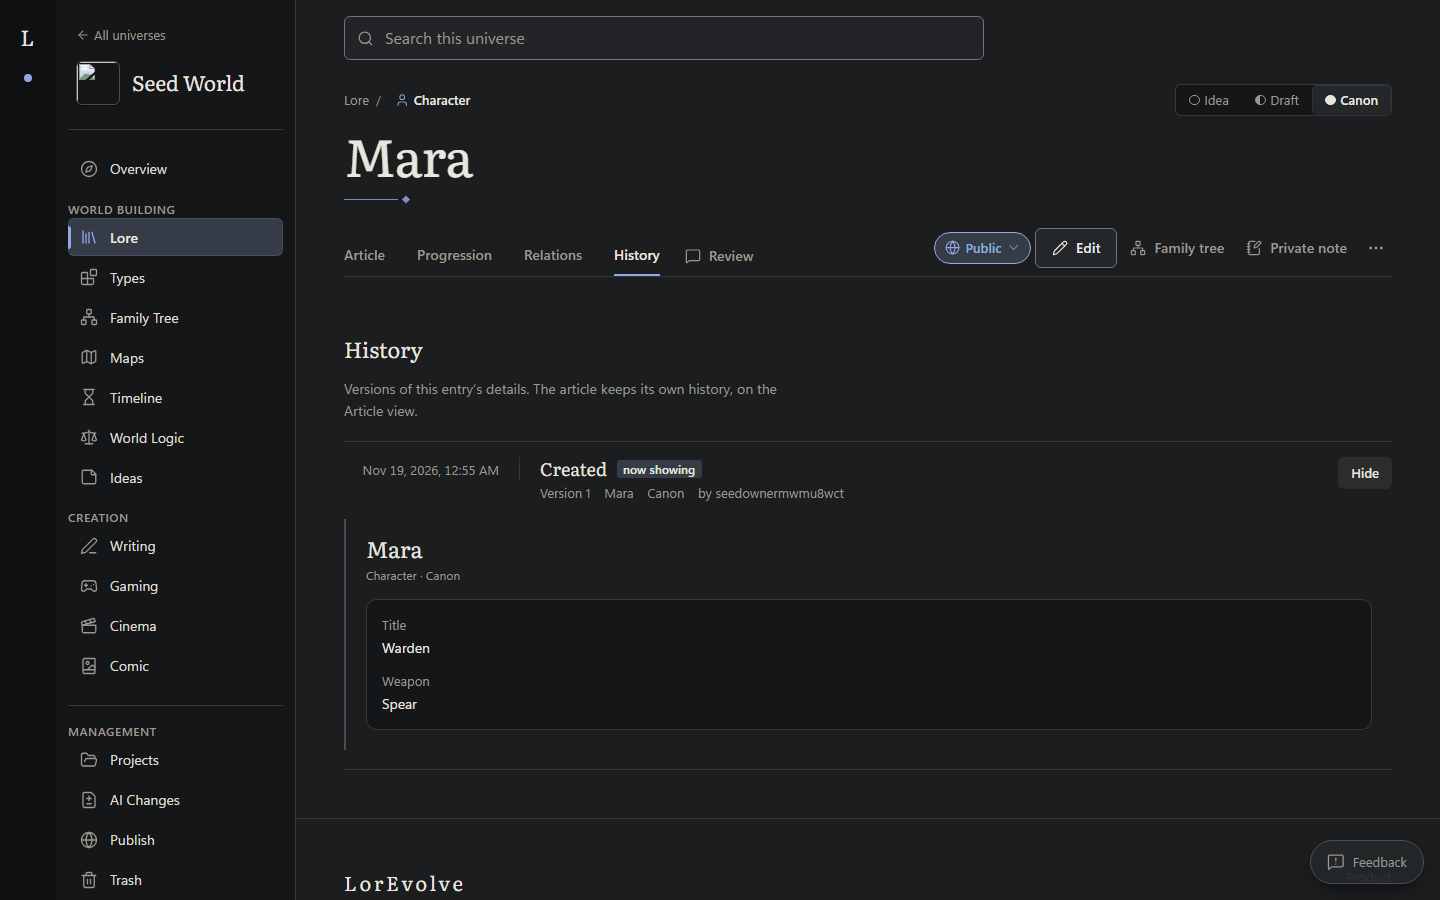 L
All universes
Seed World
Overview
WORLD BUILDING
Lore
Types
Family Tree
Maps
Timeline
World Logic
Ideas
CREATION
Writing
Gaming
Cinema
Comic
MANAGEMENT
Projects
AI Changes
Publish
Trash
Search this universe
Lore / Character
Idea Draft Canon
Mara
Article Progression Relations History Review
Public Edit Family tree Private note
History
Versions of this entry’s details. The article keeps its own history, on the
Article view.
Nov 19, 2026, 12:55 AM
Created now showing
Version 1 Mara Canon by seedownermwmu8wct
Hide
Mara
Character · Canon
Title
Warden
Weapon
Spear
LorEvolve
Feedback
Product